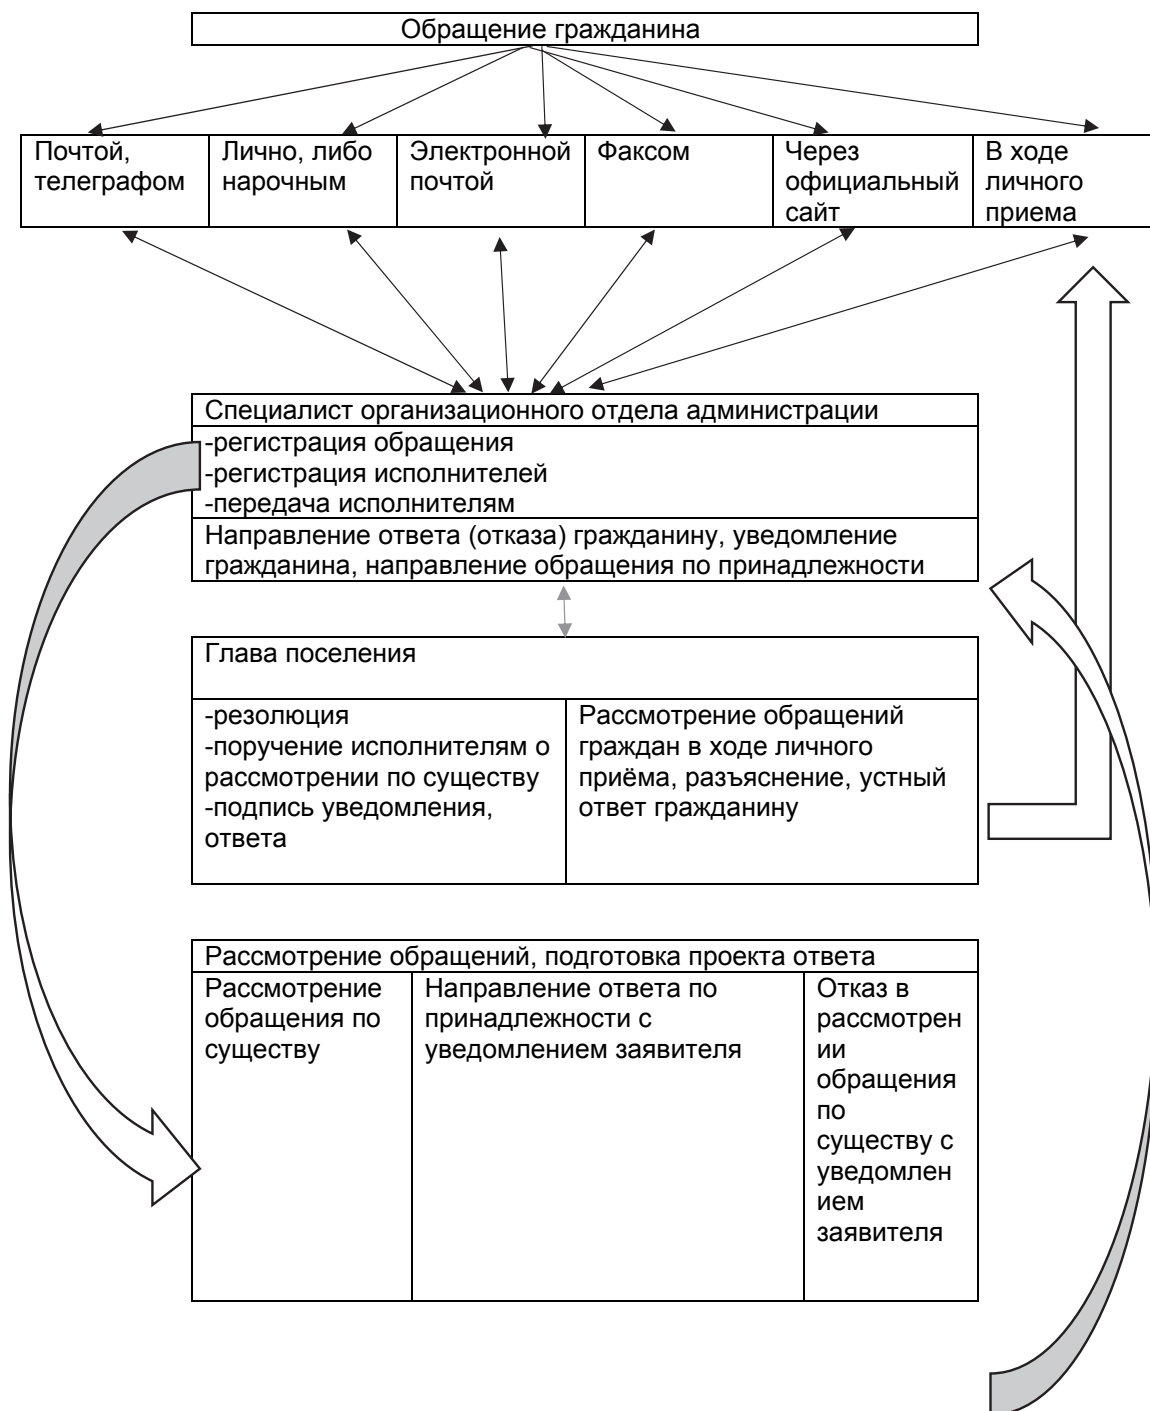 Обращение гражданина
Почтой,
телеграфом
Лично, либо
нарочным
Электронной
почтой
Факсом
Через
официальный
сайт
В ходе
личного
приема
Специалист организационного отдела администрации
-регистрация обращения
-регистрация исполнителей
-передача исполнителям
Направление ответа (отказа) гражданину, уведомление
гражданина, направление обращения по принадлежности
Глава поселения
-резолюция
-поручение исполнителям о
рассмотрении по существу
-подпись уведомления,
ответа
Рассмотрение обращений
граждан в ходе личного
приёма, разъяснение, устный
ответ гражданину
Рассмотрение обращений, подготовка проекта ответа
Рассмотрение
обращения по
существу
Направление ответа по
принадлежности с
уведомлением заявителя
Отказ в
рассмотрен
ии
обращения
по
существу с
уведомлен
ием
заявителя